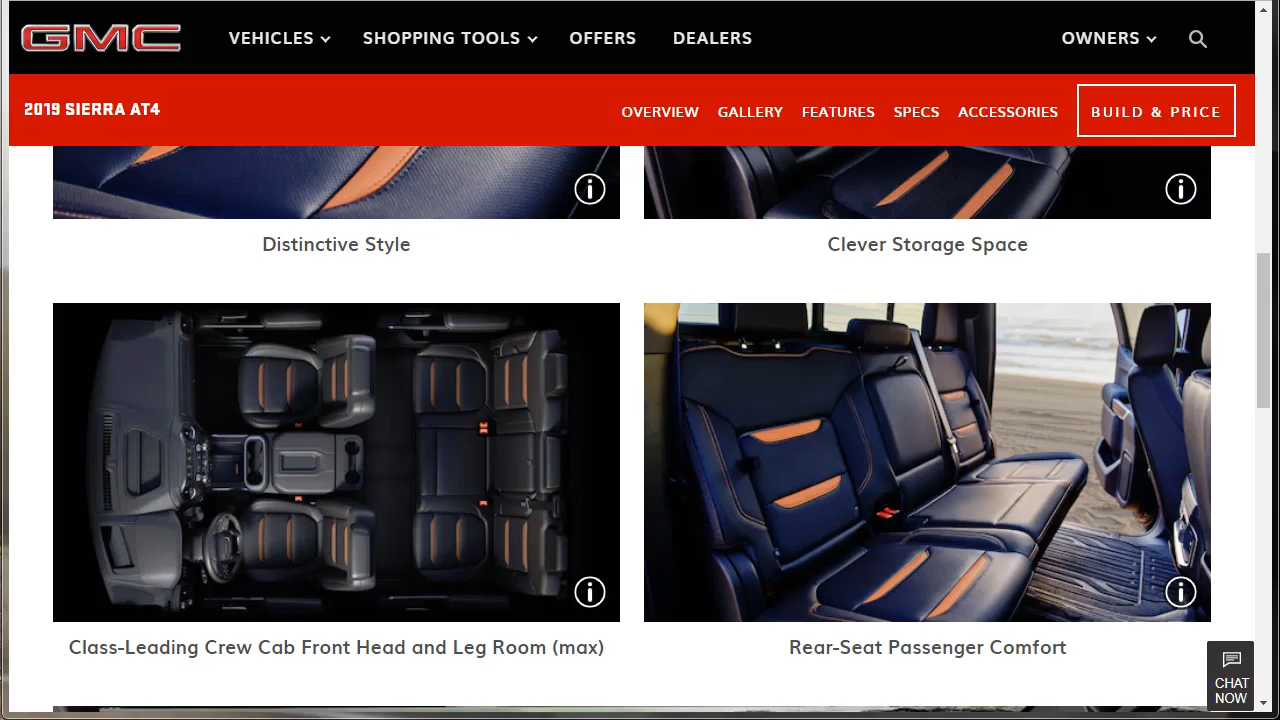 GMC
VEHICLES
SHOPPING TOOLS
OFFERS
DEALERS
OWNERS
2019 SIERRA AT4
OVERVIEW
GALLERY
FEATURES
SPECS
ACCESSORIES
BUILD & PRICE
Distinctive Style
Clever Storage Space
Class-Leading Crew Cab Front Head and Leg Room (max)
Rear-Seat Passenger Comfort
CHAT
NOW